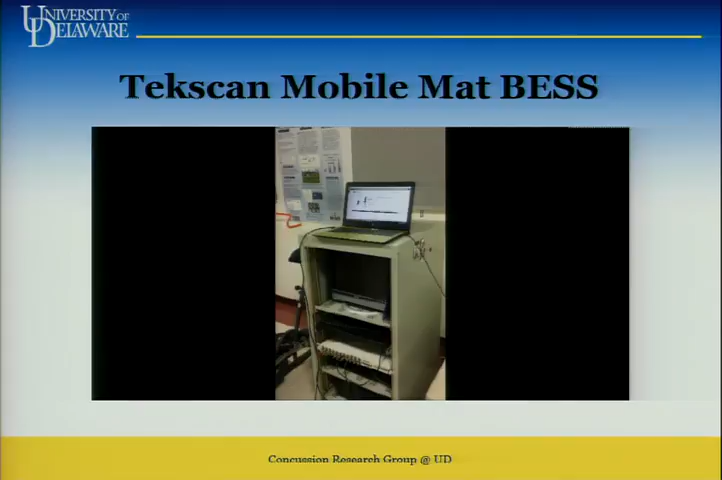 UNIVERSITY OF
DELAWARE
Tekscan Mobile Mat BESS
Concussion Research Group @ UD